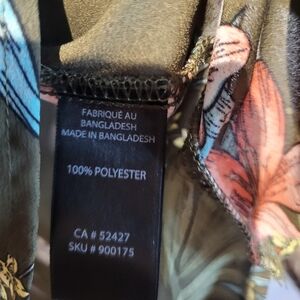 FABRIQUÉ AU
BANGLADESH
MADE IN BANGLADESH
100% POLYESTER
CA # 52427
SKU # 900175